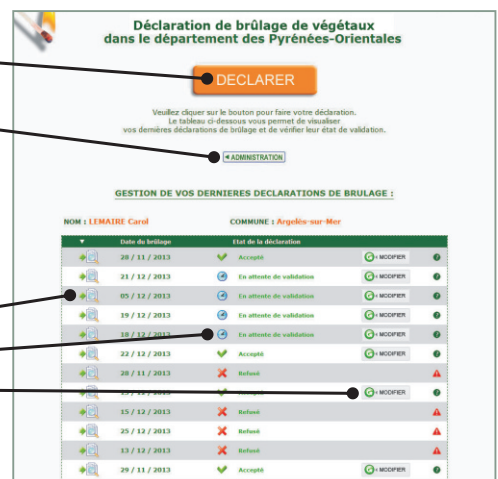 Déclaration de brûlage de végétaux
dans le département des Pyrénées-Orientales
DECLARER
Veuillez cliquer sur le bouton pour faire votre déclaration.
Le tableau ci-dessous vous permet de visualiser
vos dernières déclarations de brûlage et de vérifier leur état de validation.
ADMINISTRATION
GESTION DE VOS DERNIERES DECLARATIONS DE BRULAGE :
NOM : LEMAIRE Carol COMMUNE : Argelès-sur-Mer
Date du brûlage Etat de la déclaration
28 / 11 / 2013 Accepté MODIFIER
21 / 12 / 2013 En attente de validation MODIFIER
05 / 12 / 2013 En attente de validation MODIFIER
19 / 12 / 2013 En attente de validation MODIFIER
18 / 12 / 2013 En attente de validation MODIFIER
22 / 12 / 2013 Accepté MODIFIER
28 / 11 / 2013 Refusé
/ 12 / 2013 Accepté MODIFIER
15 / 12 / 2013 Refusé
25 / 12 / 2013 Refusé
13 / 12 / 2013 Refusé
29 / 11 / 2013 Accepté MODIFIER